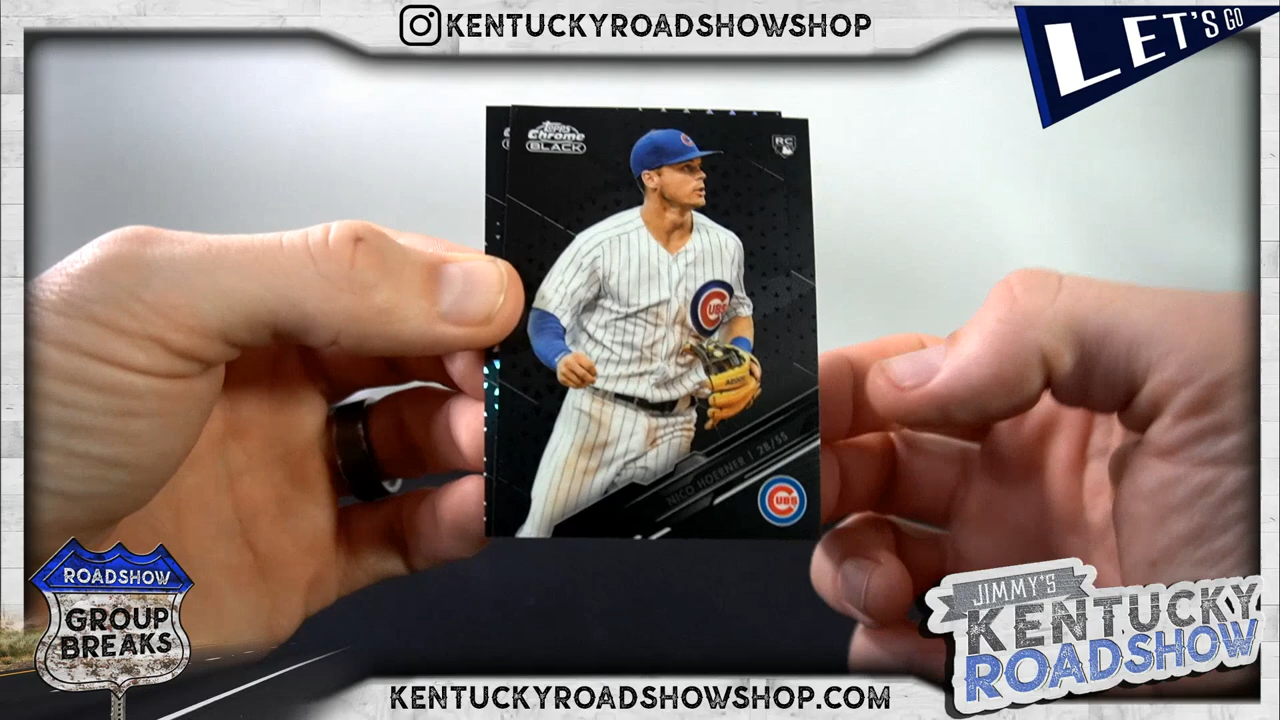 KENTUCKYROADSHOWSHOP
LET'S GO
Topps
Chrome
BLACK
RC
CUBS
NICO HOERNER | 28/55
CUBS
ROADSHOW
GROUP
BREAKS
JIMMY'S
KENTUCKY
ROADSHOW
KENTUCKYROADSHOWSHOP.COM